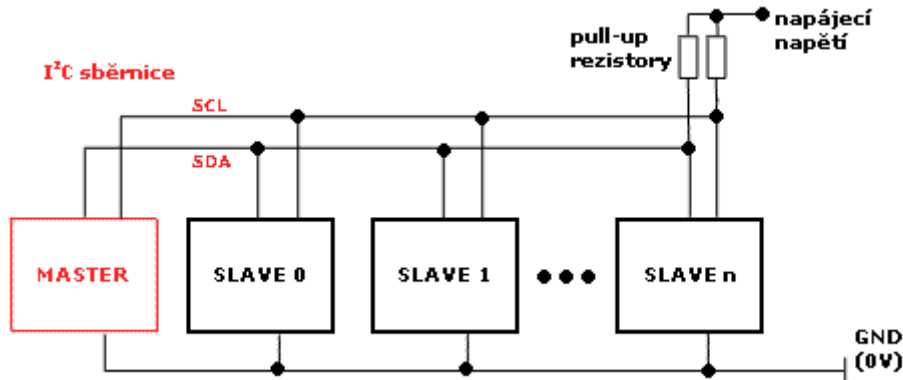 napájecí
napětí
pull-up
rezistory
I²C sběrnice
SCL
SDA
MASTER
SLAVE 0
SLAVE 1
SLAVE n
GND
(0V)